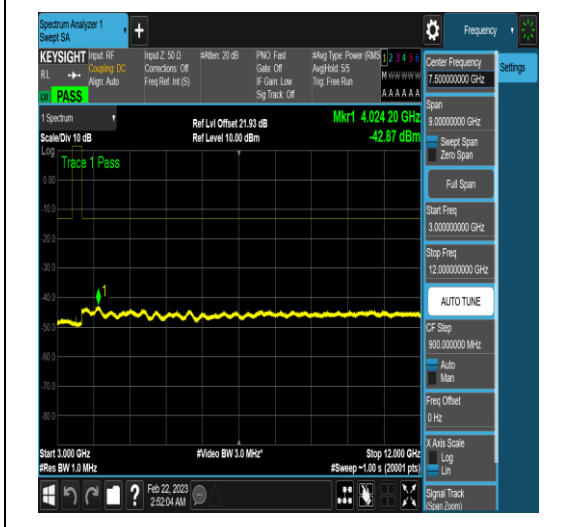 Spectrum Analyzer 1
Swept SA
+
Frequency
KEYSIGHT
RL
Input: RF
Coupling: DC
Align: Auto
Input Z: 50 Ω
Corrections: Off
Freq Ref: Int (S)
#Atten: 20 dB
PNO: Fast
Gate: Off
IF Gain: Low
Sig Track: Off
#Avg Type: Power (RMS)
Avg|Hold: 5/5
Trig: Free Run
1 2 3 4 5 6
M W W W W W
A A A A A A
PASS
1 Spectrum
Scale/Div 10 dB
Ref Lvl Offset 21.93 dB
Ref Level 10.00 dBm
Mkr1 4.024 20 GHz
-42.87 dBm
Log
Trace 1 Pass
0.00
-10.0
-20.0
-30.0
-40.0
-50.0
-60.0
-70.0
-80.0
1
Start 3.000 GHz
#Res BW 1.0 MHz
#Video BW 3.0 MHz*
Stop 12.000 GHz
#Sweep ~1.00 s (20001 pts)
?
Feb 22, 2023
2:52:04 AM
Center Frequency
7.500000000 GHz
Settings
Span
9.00000000 GHz
Swept Span
Zero Span
Full Span
Start Freq
3.000000000 GHz
Stop Freq
12.000000000 GHz
AUTO TUNE
CF Step
900.000000 MHz
Auto
Man
Freq Offset
0 Hz
X Axis Scale
Log
Lin
Signal Track
(Span Zoom)